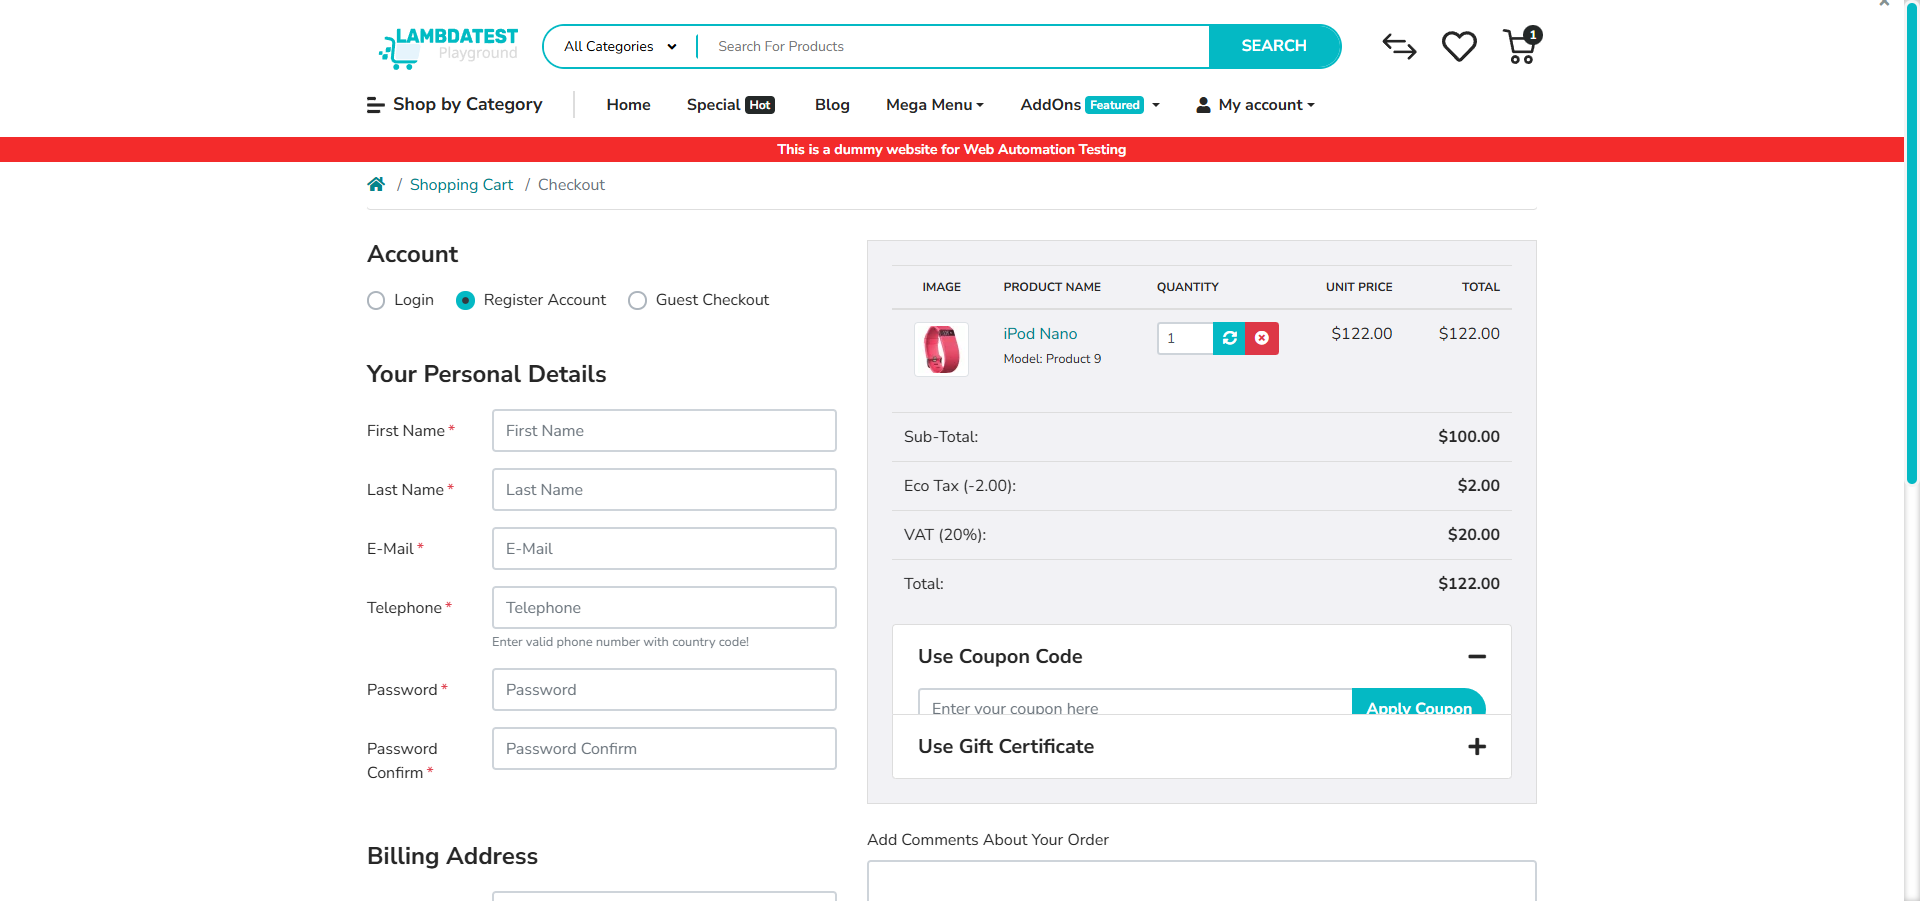 LAMBDATEST
Playground
All Categories
Search For Products
SEARCH
1
Shop by Category
Home
Special Hot
Blog
Mega Menu
AddOns Featured
My account
This is a dummy website for Web Automation Testing
/ Shopping Cart / Checkout
Account
Login
Register Account
Guest Checkout
Your Personal Details
First Name *
First Name
Last Name *
Last Name
E-Mail *
E-Mail
Telephone *
Telephone
Enter valid phone number with country code!
Password *
Password
Password
Confirm *
Password Confirm
Billing Address
IMAGE PRODUCT NAME QUANTITY UNIT PRICE TOTAL
iPod Nano 1 $122.00 $122.00
Model: Product 9
Sub-Total: $100.00
Eco Tax (-2.00): $2.00
VAT (20%): $20.00
Total: $122.00
Use Coupon Code
Enter your coupon here
Apply Coupon
Use Gift Certificate
Add Comments About Your Order